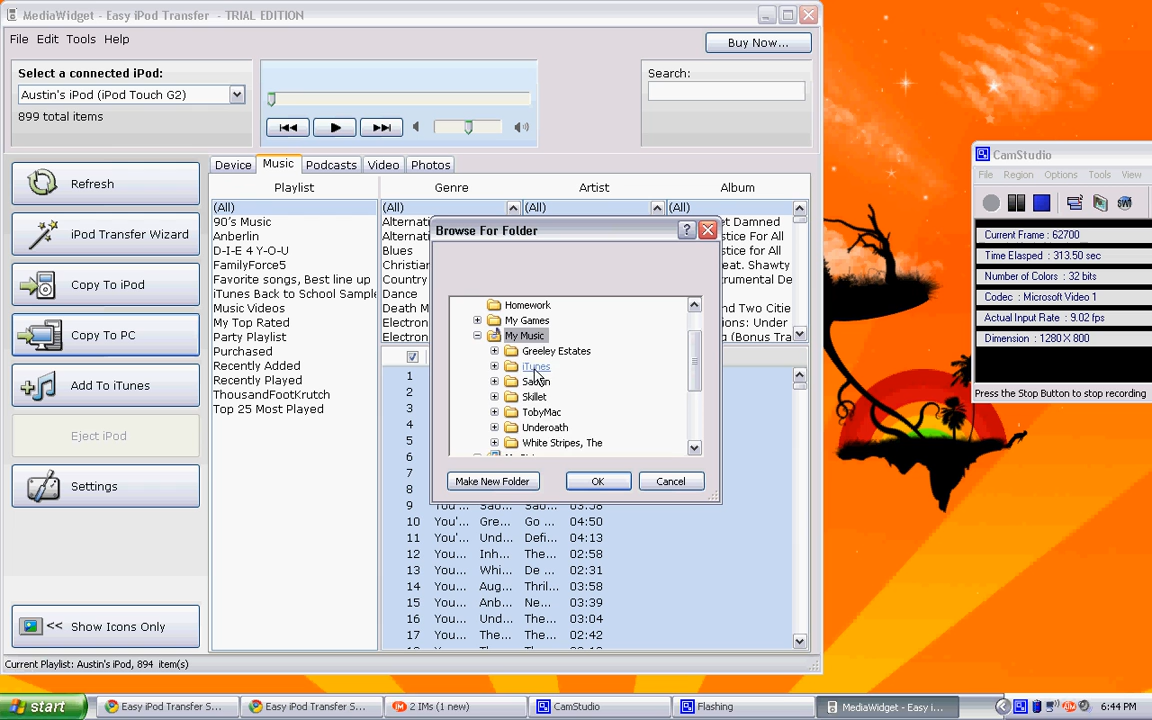 MediaWidget - Easy iPod Transfer - TRIAL EDITION
File Edit Tools Help
Buy Now...
Select a connected iPod:
Austin's iPod (iPod Touch G2)
899 total items
Search:
Refresh
iPod Transfer Wizard
Copy To iPod
Copy To PC
Add To iTunes
Eject iPod
Settings
<< Show Icons Only
Device Music Podcasts Video Photos
Playlist Genre Artist Album
(All)
90's Music
Anberlin
D-I-E 4 Y-O-U
FamilyForce5
Favorite songs, Best line up
iTunes Back to School Sample
Music Videos
My Top Rated
Party Playlist
Purchased
Recently Added
Recently Played
ThousandFootKrutch
Top 25 Most Played
(All)
Alternati
Alternati
Blues
Christiar
Country
Dance
Death M
Electron
Electron
(All)
(All)
et Damned
stice For All
stice for All
eat. Shawty
rumental De
nd Two Cities
ions: Under
o (Bonus Tra
Browse For Folder
Homework
My Games
My Music
Greeley Estates
iTunes
Skillet
TobyMac
Underoath
White Stripes, The
Make New Folder OK Cancel
1
2
3
4
5
6
7
8
9 03:38
10 You'... Gre... Go ... 04:50
11 You'... Und... Defi... 04:13
12 You... Inh... The... 02:58
13 You... Whi... De ... 02:31
14 You... Aug... Thril... 03:58
15 You... Anb... Ne... 03:39
16 You... Und... The... 03:04
17 You... The... The... 02:42
Current Playlist: Austin's iPod, 894 item(s)
CamStudio
File Region Options Tools View
Current Frame : 62700
Time Elasped : 313.50 sec
Number of Colors : 32 bits
Codec : Microsoft Video 1
Actual Input Rate : 9.02 fps
Dimension : 1280 X 800
Press the Stop Button to stop recording
start
Easy iPod Transfer S...
Easy iPod Transfer S...
2 IMs (1 new)
CamStudio
Flashing
MediaWidget - Easy i...
6:44 PM